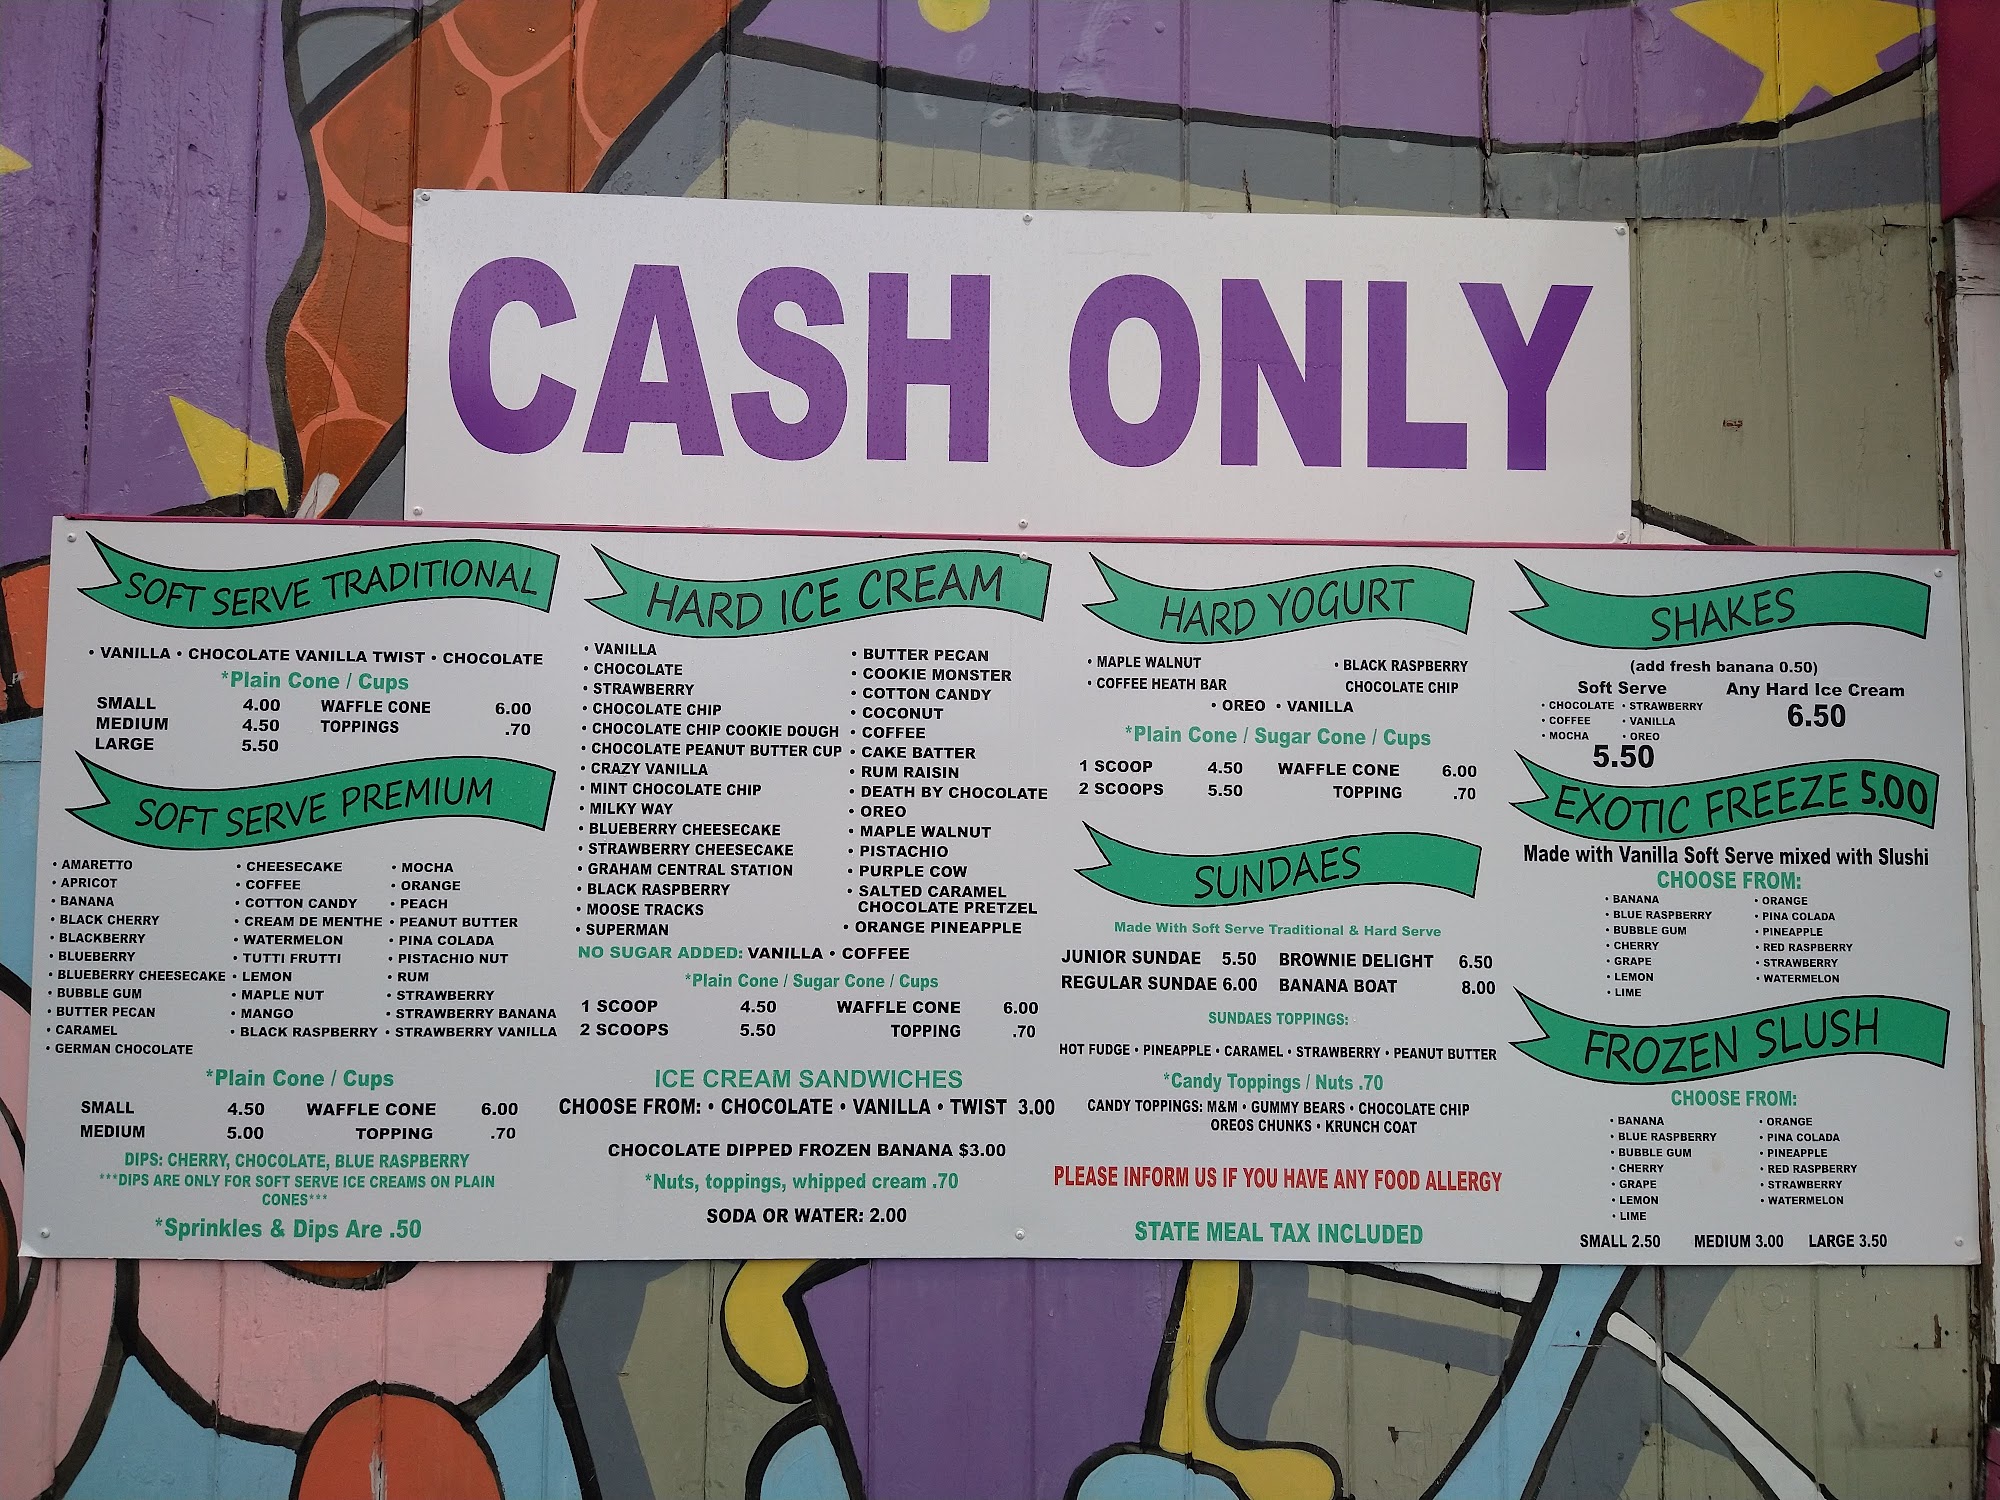 CASH ONLY
SOFT SERVE TRADITIONAL
• VANILLA • CHOCOLATE VANILLA TWIST • CHOCOLATE
*Plain Cone / Cups
SMALL 4.00 WAFFLE CONE 6.00
MEDIUM 4.50 TOPPINGS .70
LARGE 5.50
SOFT SERVE PREMIUM
• AMARETTO
• APRICOT
• BANANA
• BLACK CHERRY
• BLACKBERRY
• BLUEBERRY
• BLUEBERRY CHEESECAKE
• BUBBLE GUM
• BUTTER PECAN
• CARAMEL
• GERMAN CHOCOLATE
• CHEESECAKE
• COFFEE
• COTTON CANDY
• CREAM DE MENTHE
• WATERMELON
• TUTTI FRUTTI
• LEMON
• MAPLE NUT
• MANGO
• BLACK RASPBERRY
• MOCHA
• ORANGE
• PEACH
• PEANUT BUTTER
• PINA COLADA
• PISTACHIO NUT
• RUM
• STRAWBERRY
• STRAWBERRY BANANA
• STRAWBERRY VANILLA
*Plain Cone / Cups
SMALL 4.50 WAFFLE CONE 6.00
MEDIUM 5.00 TOPPING .70
DIPS: CHERRY, CHOCOLATE, BLUE RASPBERRY
***DIPS ARE ONLY FOR SOFT SERVE ICE CREAMS ON PLAIN
CONES***
*Sprinkles & Dips Are .50
HARD ICE CREAM
• VANILLA
• CHOCOLATE
• STRAWBERRY
• CHOCOLATE CHIP
• CHOCOLATE CHIP COOKIE DOUGH
• CHOCOLATE PEANUT BUTTER CUP
• CRAZY VANILLA
• MINT CHOCOLATE CHIP
• MILKY WAY
• BLUEBERRY CHEESECAKE
• STRAWBERRY CHEESECAKE
• GRAHAM CENTRAL STATION
• BLACK RASPBERRY
• MOOSE TRACKS
• SUPERMAN
• BUTTER PECAN
• COOKIE MONSTER
• COTTON CANDY
• COCONUT
• COFFEE
• CAKE BATTER
• RUM RAISIN
• DEATH BY CHOCOLATE
• OREO
• MAPLE WALNUT
• PISTACHIO
• PURPLE COW
• SALTED CARAMEL
CHOCOLATE PRETZEL
• ORANGE PINEAPPLE
NO SUGAR ADDED: VANILLA • COFFEE
*Plain Cone / Sugar Cone / Cups
1 SCOOP 4.50 WAFFLE CONE 6.00
2 SCOOPS 5.50 TOPPING .70
ICE CREAM SANDWICHES
CHOOSE FROM: • CHOCOLATE • VANILLA • TWIST 3.00
CHOCOLATE DIPPED FROZEN BANANA $3.00
*Nuts, toppings, whipped cream .70
SODA OR WATER: 2.00
HARD YOGURT
• MAPLE WALNUT
• COFFEE HEATH BAR
• BLACK RASPBERRY
CHOCOLATE CHIP
• OREO • VANILLA
*Plain Cone / Sugar Cone / Cups
1 SCOOP 4.50 WAFFLE CONE 6.00
2 SCOOPS 5.50 TOPPING .70
SUNDAES
Made With Soft Serve Traditional & Hard Serve
JUNIOR SUNDAE 5.50 BROWNIE DELIGHT 6.50
REGULAR SUNDAE 6.00 BANANA BOAT 8.00
SUNDAES TOPPINGS:
HOT FUDGE • PINEAPPLE • CARAMEL • STRAWBERRY • PEANUT BUTTER
*Candy Toppings / Nuts .70
CANDY TOPPINGS: M&M • GUMMY BEARS • CHOCOLATE CHIP
OREOS CHUNKS • KRUNCH COAT
PLEASE INFORM US IF YOU HAVE ANY FOOD ALLERGY
STATE MEAL TAX INCLUDED
SHAKES
(add fresh banana 0.50)
Soft Serve
• CHOCOLATE • STRAWBERRY
• COFFEE • VANILLA
• MOCHA • OREO
5.50
Any Hard Ice Cream
6.50
EXOTIC FREEZE 5.00
Made with Vanilla Soft Serve mixed with Slushi
CHOOSE FROM:
• BANANA
• BLUE RASPBERRY
• BUBBLE GUM
• CHERRY
• GRAPE
• LEMON
• LIME
• ORANGE
• PINA COLADA
• PINEAPPLE
• RED RASPBERRY
• STRAWBERRY
• WATERMELON
FROZEN SLUSH
CHOOSE FROM:
• BANANA
• BLUE RASPBERRY
• BUBBLE GUM
• CHERRY
• GRAPE
• LEMON
• LIME
• ORANGE
• PINA COLADA
• PINEAPPLE
• RED RASPBERRY
• STRAWBERRY
• WATERMELON
SMALL 2.50 MEDIUM 3.00 LARGE 3.50